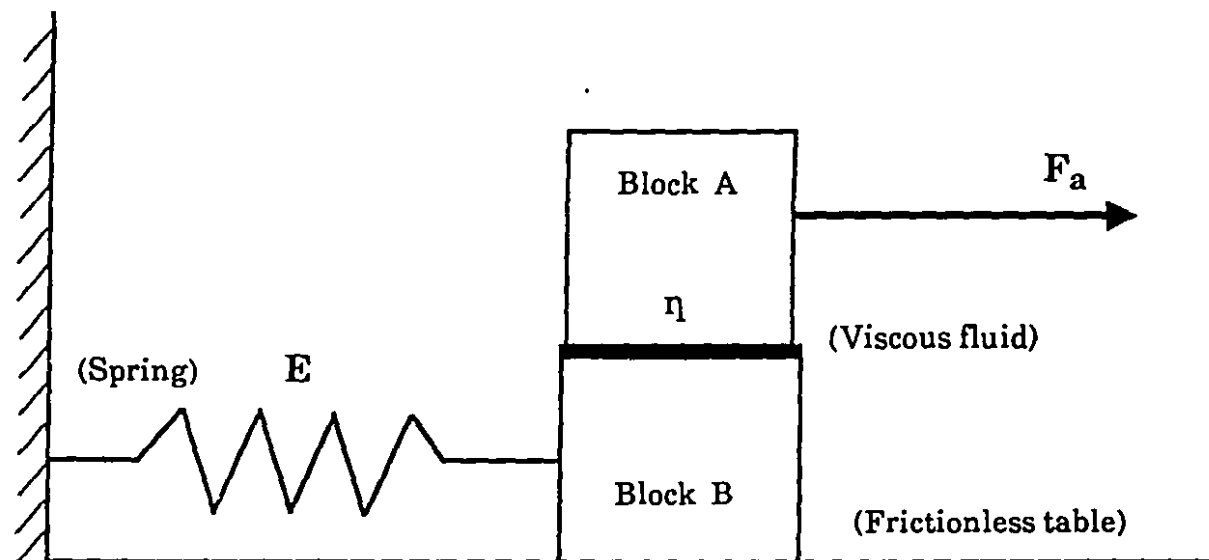 Block A
Fa
η
(Viscous fluid)
(Spring)
E
Block B
(Frictionless table)